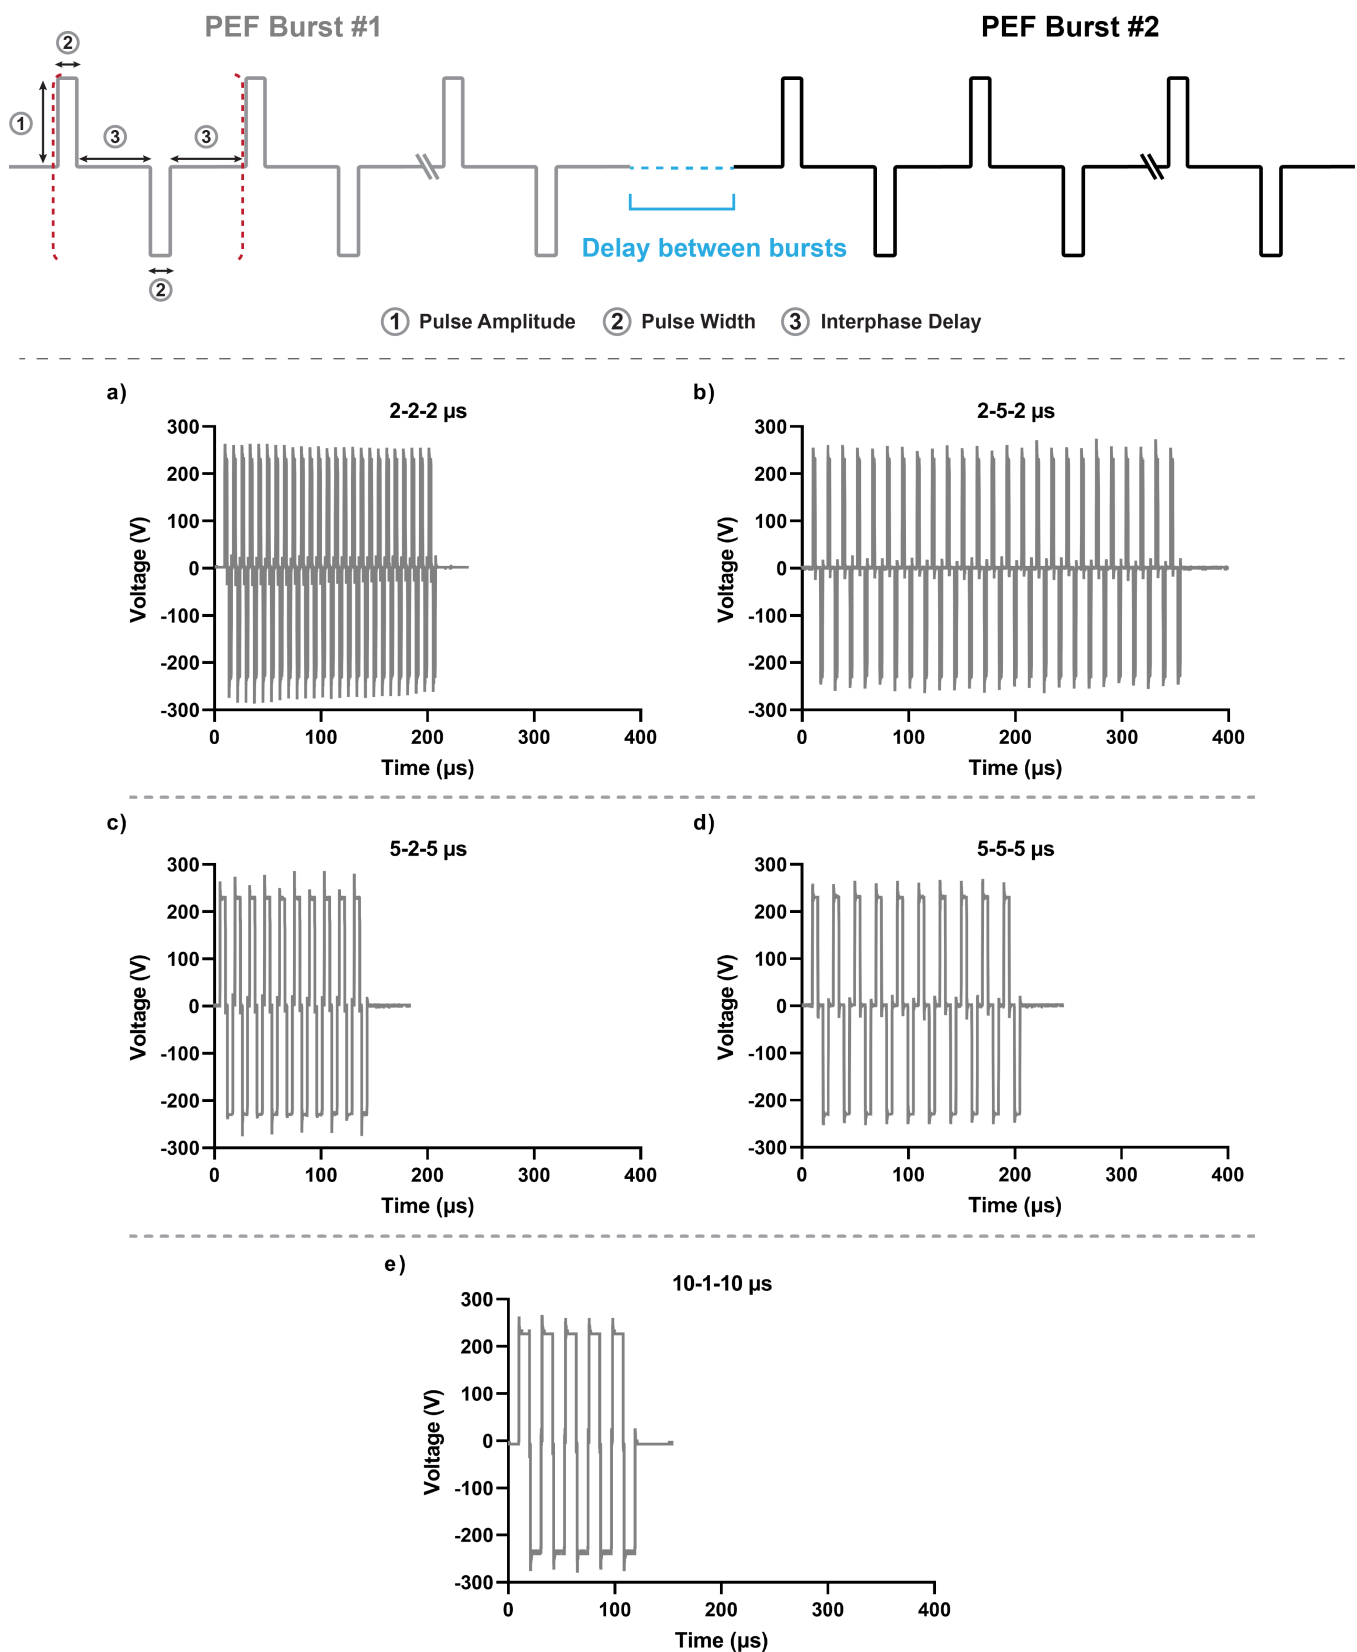 PEF Burst #1
PEF Burst #2
2
1
3
3
2
Delay between bursts
1 Pulse Amplitude 2 Pulse Width 3 Interphase Delay
a)
2-2-2 µs
300
200
100
0
-100
-200
-300
Voltage (V)
0 100 200 300 400
Time (µs)
b)
2-5-2 µs
300
200
100
0
-100
-200
-300
Voltage (V)
0 100 200 300 400
Time (µs)
c)
5-2-5 µs
300
200
100
0
-100
-200
-300
Voltage (V)
0 100 200 300 400
Time (µs)
d)
5-5-5 µs
300
200
100
0
-100
-200
-300
Voltage (V)
0 100 200 300 400
Time (µs)
e)
10-1-10 µs
300
200
100
0
-100
-200
-300
Voltage (V)
0 100 200 300 400
Time (µs)